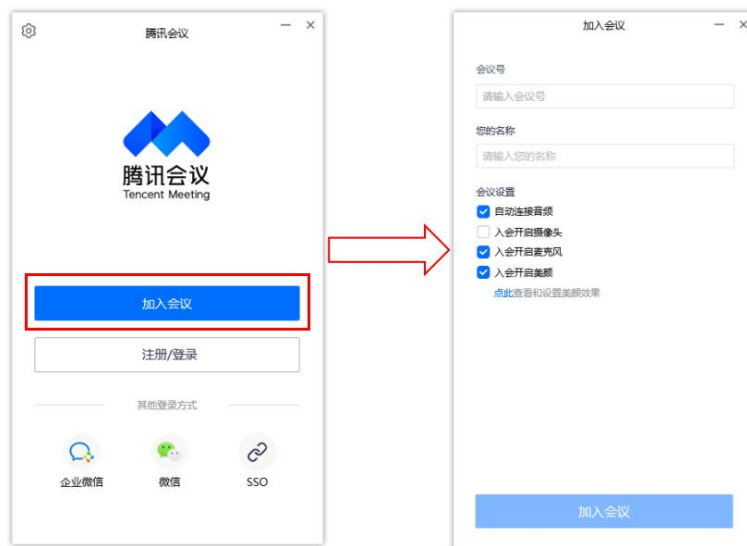 腾讯会议
腾讯会议
Tencent Meeting
加入会议
注册/登录
其他登录方式
企业微信
微信
SSO
加入会议
会议号
请输入会议号
您的名称
请输入您的名称
会议设置
自动连接音频
入会开启摄像头
入会开启麦克风
入会开启美颜
点此查看和设置美颜效果
加入会议